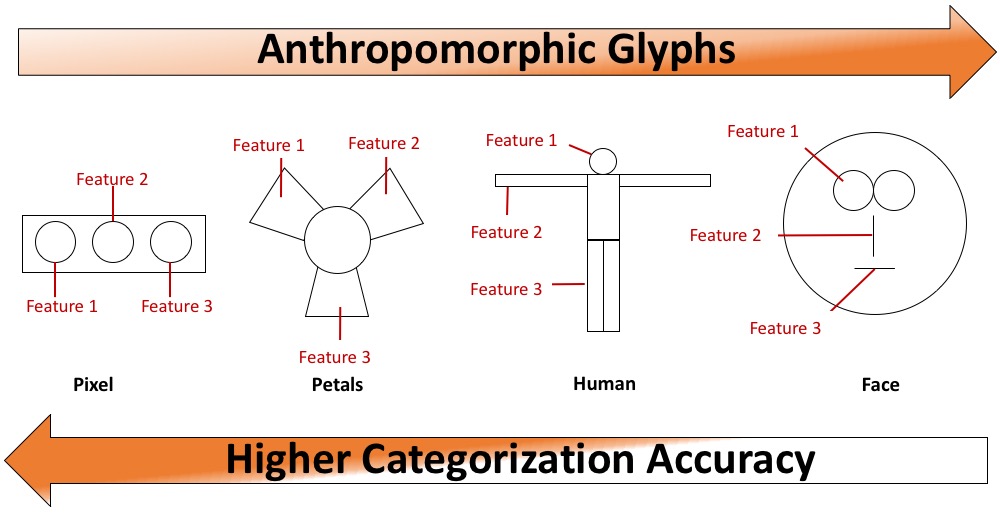 Anthropomorphic Glyphs
Feature 2
Feature 1
Feature 3
Pixel
Feature 1
Feature 2
Feature 3
Petals
Feature 1
Feature 2
Feature 3
Human
Feature 1
Feature 2
Feature 3
Face
Higher Categorization Accuracy